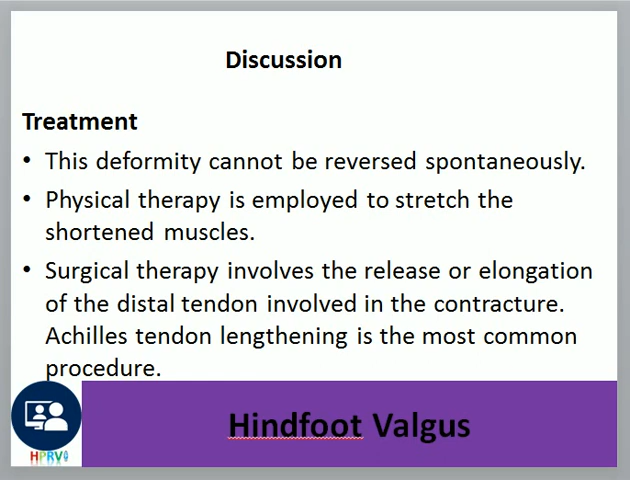 Discussion
Treatment
• This deformity cannot be reversed spontaneously.
• Physical therapy is employed to stretch the
shortened muscles.
• Surgical therapy involves the release or elongation
of the distal tendon involved in the contracture.
Achilles tendon lengthening is the most common
procedure.
Hindfoot Valgus
HPRV